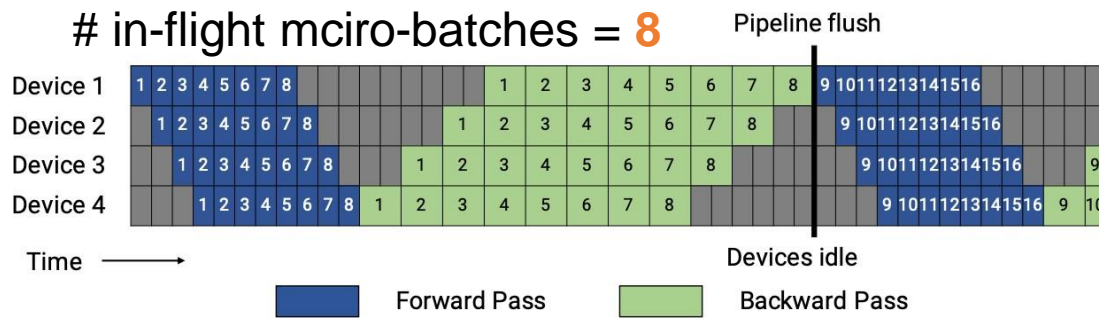 # in-flight mciro-batches = 8
Pipeline flush
Device 1 1 2 3 4 5 6 7 8 1 2 3 4 5 6 7 8 9 10 11 12 13 14 15 16
Device 2 1 2 3 4 5 6 7 8 1 2 3 4 5 6 7 8 9 10 11 12 13 14 15 16
Device 3 1 2 3 4 5 6 7 8 1 2 3 4 5 6 7 8 9 10 11 12 13 14 15 16 9
Device 4 1 2 3 4 5 6 7 8 1 2 3 4 5 6 7 8 9 10 11 12 13 14 15 16 9 10
Time
Devices idle
Forward Pass Backward Pass